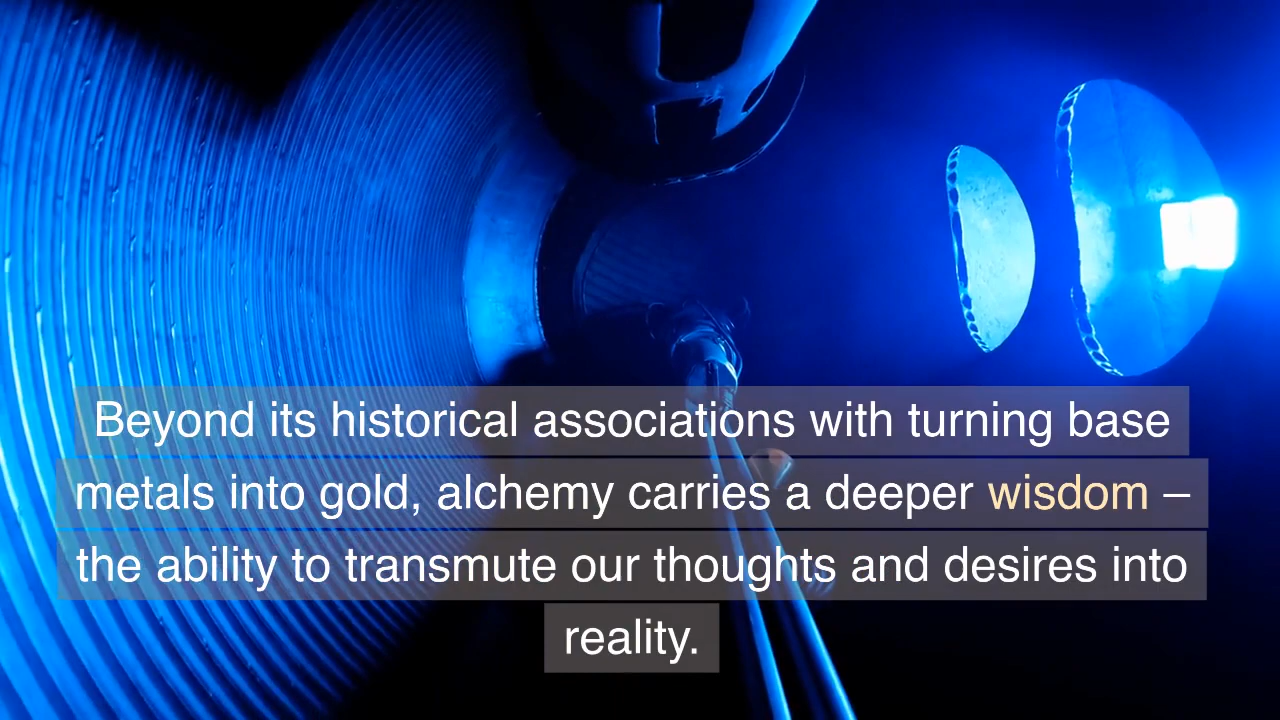 Beyond its historical associations with turning base
metals into gold, alchemy carries a deeper wisdom –
the ability to transmute our thoughts and desires into
reality.